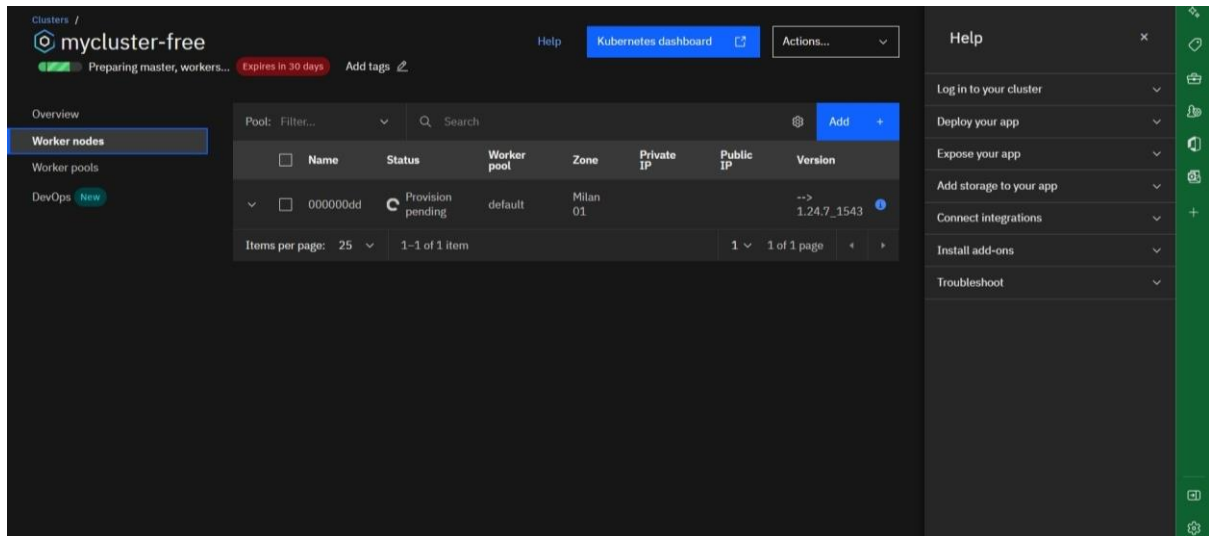 Clusters /
mycluster-free
Help
Kubernetes dashboard
Actions...
Preparing master, workers...
Expires in 30 days
Add tags
Overview
Worker nodes
Worker pools
DevOps New
Pool: Filter...
Search
Add +
Name Status Worker pool Zone Private IP Public IP Version
000000dd Provision pending default Milan 01 --> 1.24.7_1543
Items per page: 25 1–1 of 1 item 1 1 of 1 page
Help
Log in to your cluster
Deploy your app
Expose your app
Add storage to your app
Connect integrations
Install add-ons
Troubleshoot